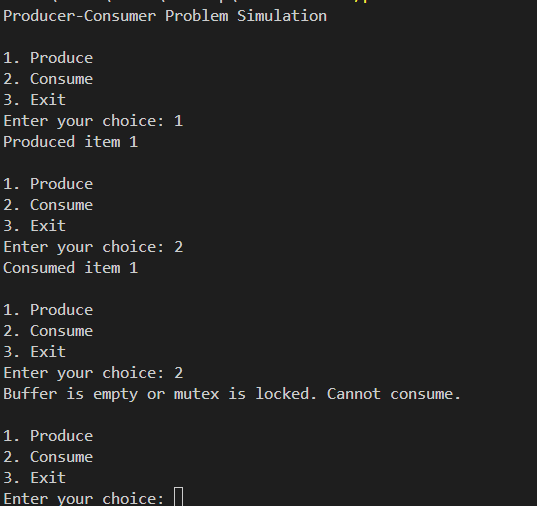 Producer-Consumer Problem Simulation
1. Produce
2. Consume
3. Exit
Enter your choice: 1
Produced item 1
1. Produce
2. Consume
3. Exit
Enter your choice: 2
Consumed item 1
1. Produce
2. Consume
3. Exit
Enter your choice: 2
Buffer is empty or mutex is locked. Cannot consume.
1. Produce
2. Consume
3. Exit
Enter your choice: